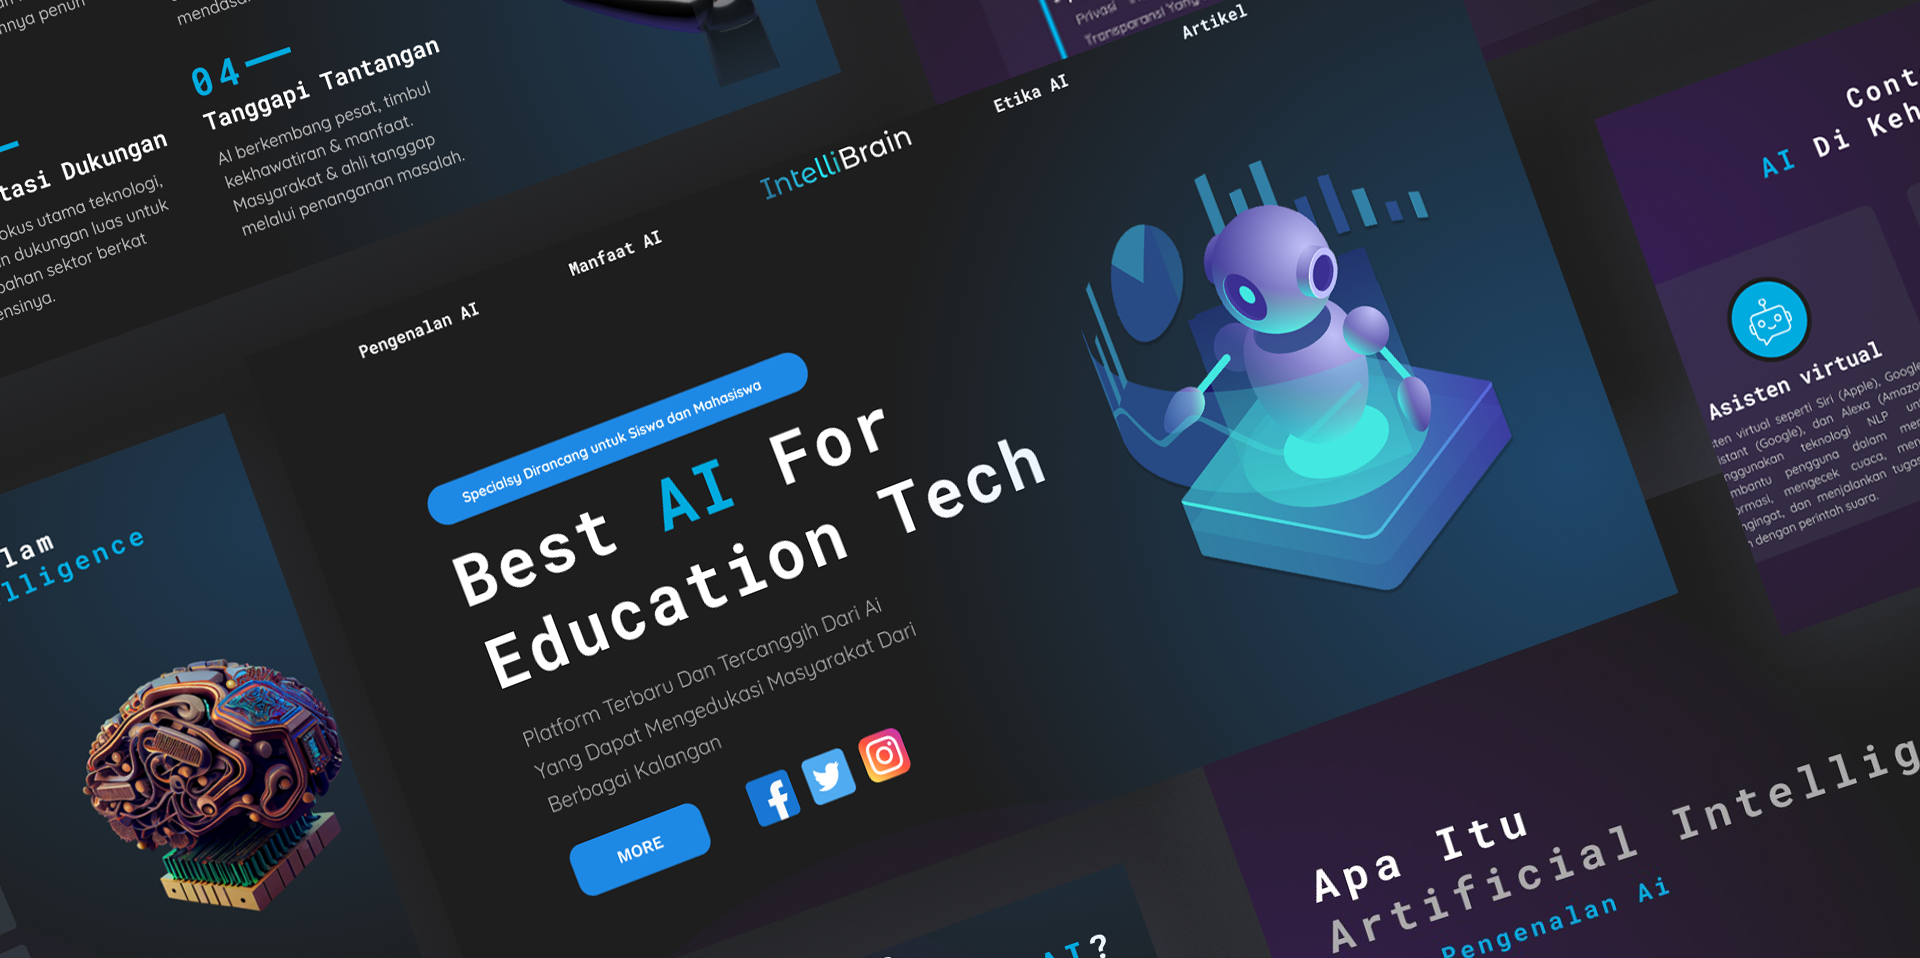 mendasa
04
Tanggapi Tantangan
AI berkembang pesat, timbul
kekhawatiran & manfaat.
Masyarakat & ahli tanggap
melalui penanganan masalah.
tasi Dukungan
okus utama teknologi,
n dukungan luas untuk
bahan sektor berkat
ensinya.
Privasi
Transparansi Yang
Pengenalan AI
Manfaat AI
IntelliBrain
Etika AI
Artikel
Specialsy Dirancang untuk Siswa dan Mahasiswa
Best AI For
Education Tech
Platform Terbaru Dan Tercanggih Dari Ai
Yang Dapat Mengedukasi Masyarakat Dari
Berbagai Kalangan
MORE
lam
lligence
Cont
AI Di Keh
Asisten virtual
ten virtual seperti Siri (Apple), Google
istant (Google), dan Alexa (Amazon
nggunakan teknologi NLP un
mbantu pengguna dalam men
ormasi, mengecek cuaca, men
ngingat, dan menjalankan tugas
n dengan perintah suara.
Apa Itu
Artificial Intellig
Pengenalan Ai
AI?